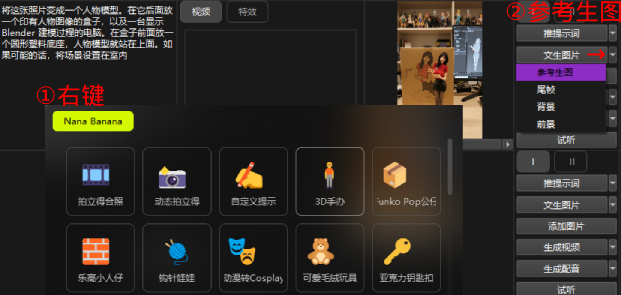 将这张照片变成一个人物模型。在它后面放
一个印有人物图像的盒子，以及一台显示
Blender 建模过程的电脑。在盒子前面放一
个圆形塑料底座，人物模型就站在上面。如
果可能的话，将场景设置在室内
视频
特效
②参考生图
推提示词
文生图片
参考生图
尾帧
背景
前景
试听
①右键
Nana Banana
拍立得合照
动态拍立得
自定义提示
3D手办
Funko Pop公仔
乐高小人仔
钩针娃娃
动漫转Cosplay
可爱毛绒玩具
亚克力钥匙扣
I
II
推提示词
文生图片
添加图片
生成视频
生成配音
试听